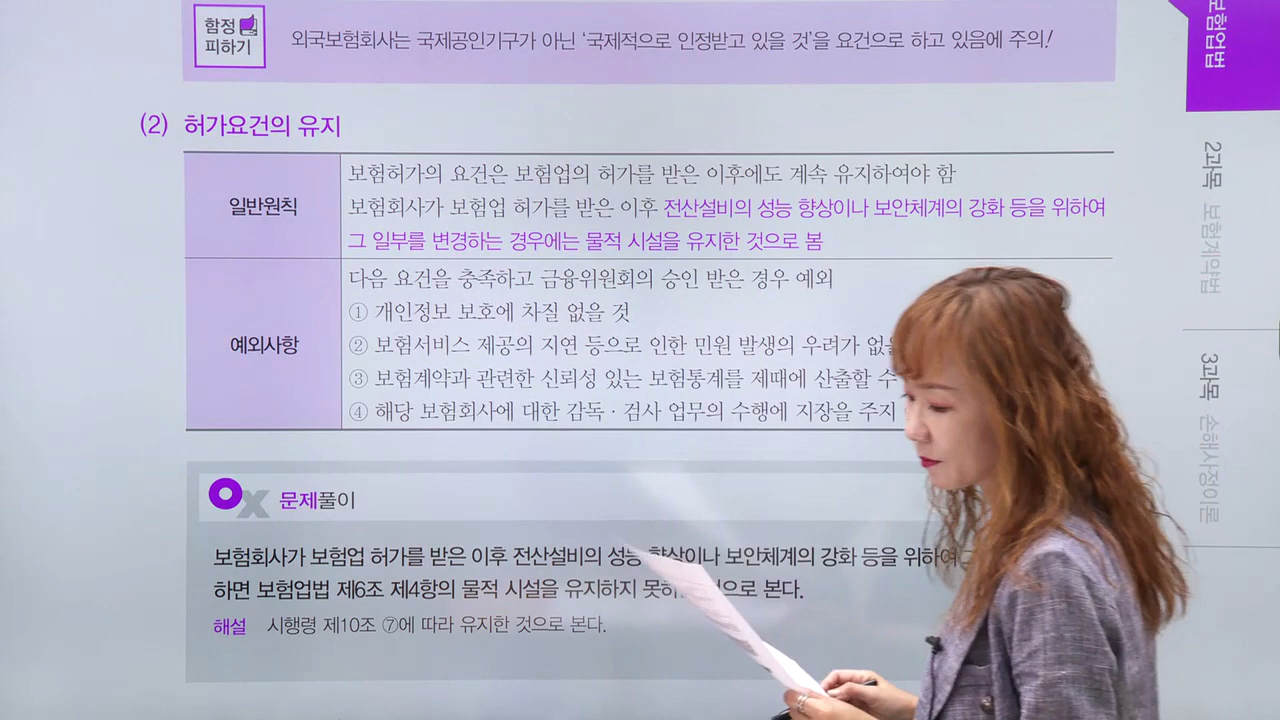 함정
피하기
외국보험회사는 국제공인기구가 아닌 ‘국제적으로 인정받고 있을 것’을 요건으로 하고 있음에 주의!
(2) 허가요건의 유지
일반원칙
보험허가의 요건은 보험업의 허가를 받은 이후에도 계속 유지하여야 함
보험회사가 보험업 허가를 받은 이후 전산설비의 성능 향상이나 보안체계의 강화 등을 위하여
그 일부를 변경하는 경우에는 물적 시설을 유지한 것으로 봄
예외사항
다음 요건을 충족하고 금융위원회의 승인 받은 경우 예외
① 개인정보 보호에 차질 없을 것
② 보험서비스 제공의 지연 등으로 인한 민원 발생의 우려가
③ 보험계약과 관련한 신뢰성 있는 보험통계를 제때에 산출할 수
④ 해당 보험회사에 대한 감독·검사 업무의 수행에 지장을 주지
OX 문제풀이
보험회사가 보험업 허가를 받은 이후 전산설비의 성능 향상이나 보안체계의 강화 등을 위하여
하면 보험업법 제6조 제4항의 물적 시설을 유지하지 본다.
해설 시행령 제10조 ⑦에 따라 유지한 것으로 본다.
보험업법
2과목 보험계약법
3과목 손해사정이론